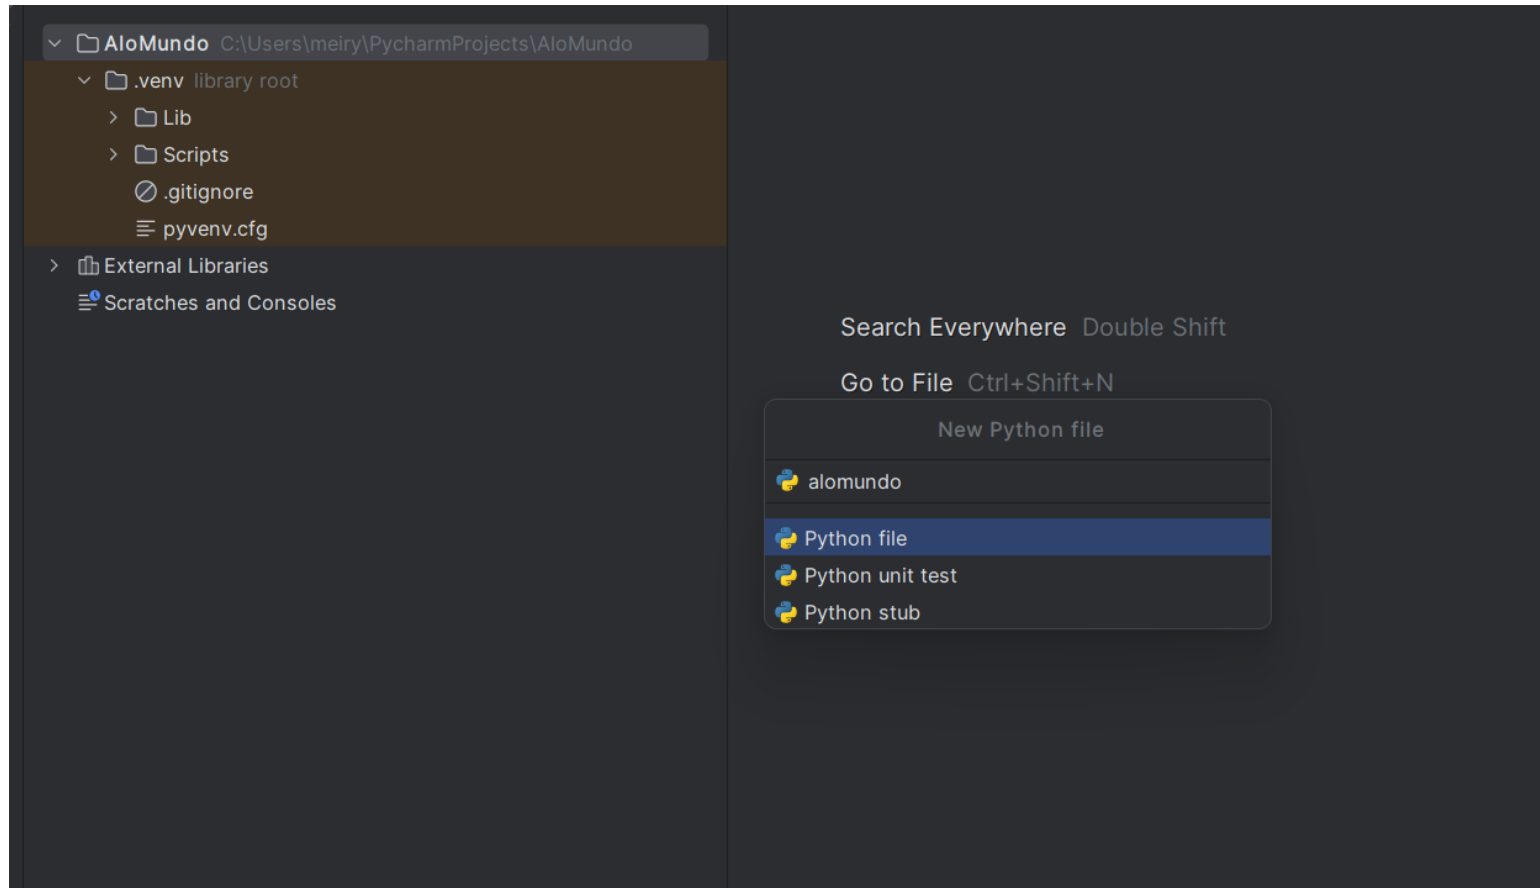 AloMundo C:\Users\meiry\PycharmProjects\AloMundo
.venv library root
Lib
Scripts
.gitignore
pyvenv.cfg
External Libraries
Scratches and Consoles
Search Everywhere Double Shift
Go to File Ctrl+Shift+N
New Python file
alomundo
Python file
Python unit test
Python stub